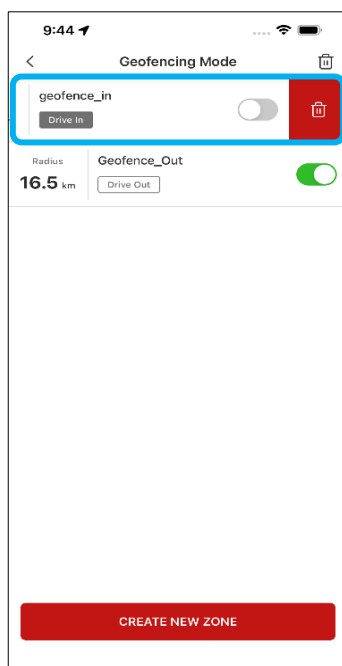 9:44
Geofencing Mode
geofence_in
Drive In
Radius
16.5 km
Geofence_Out
Drive Out
CREATE NEW ZONE